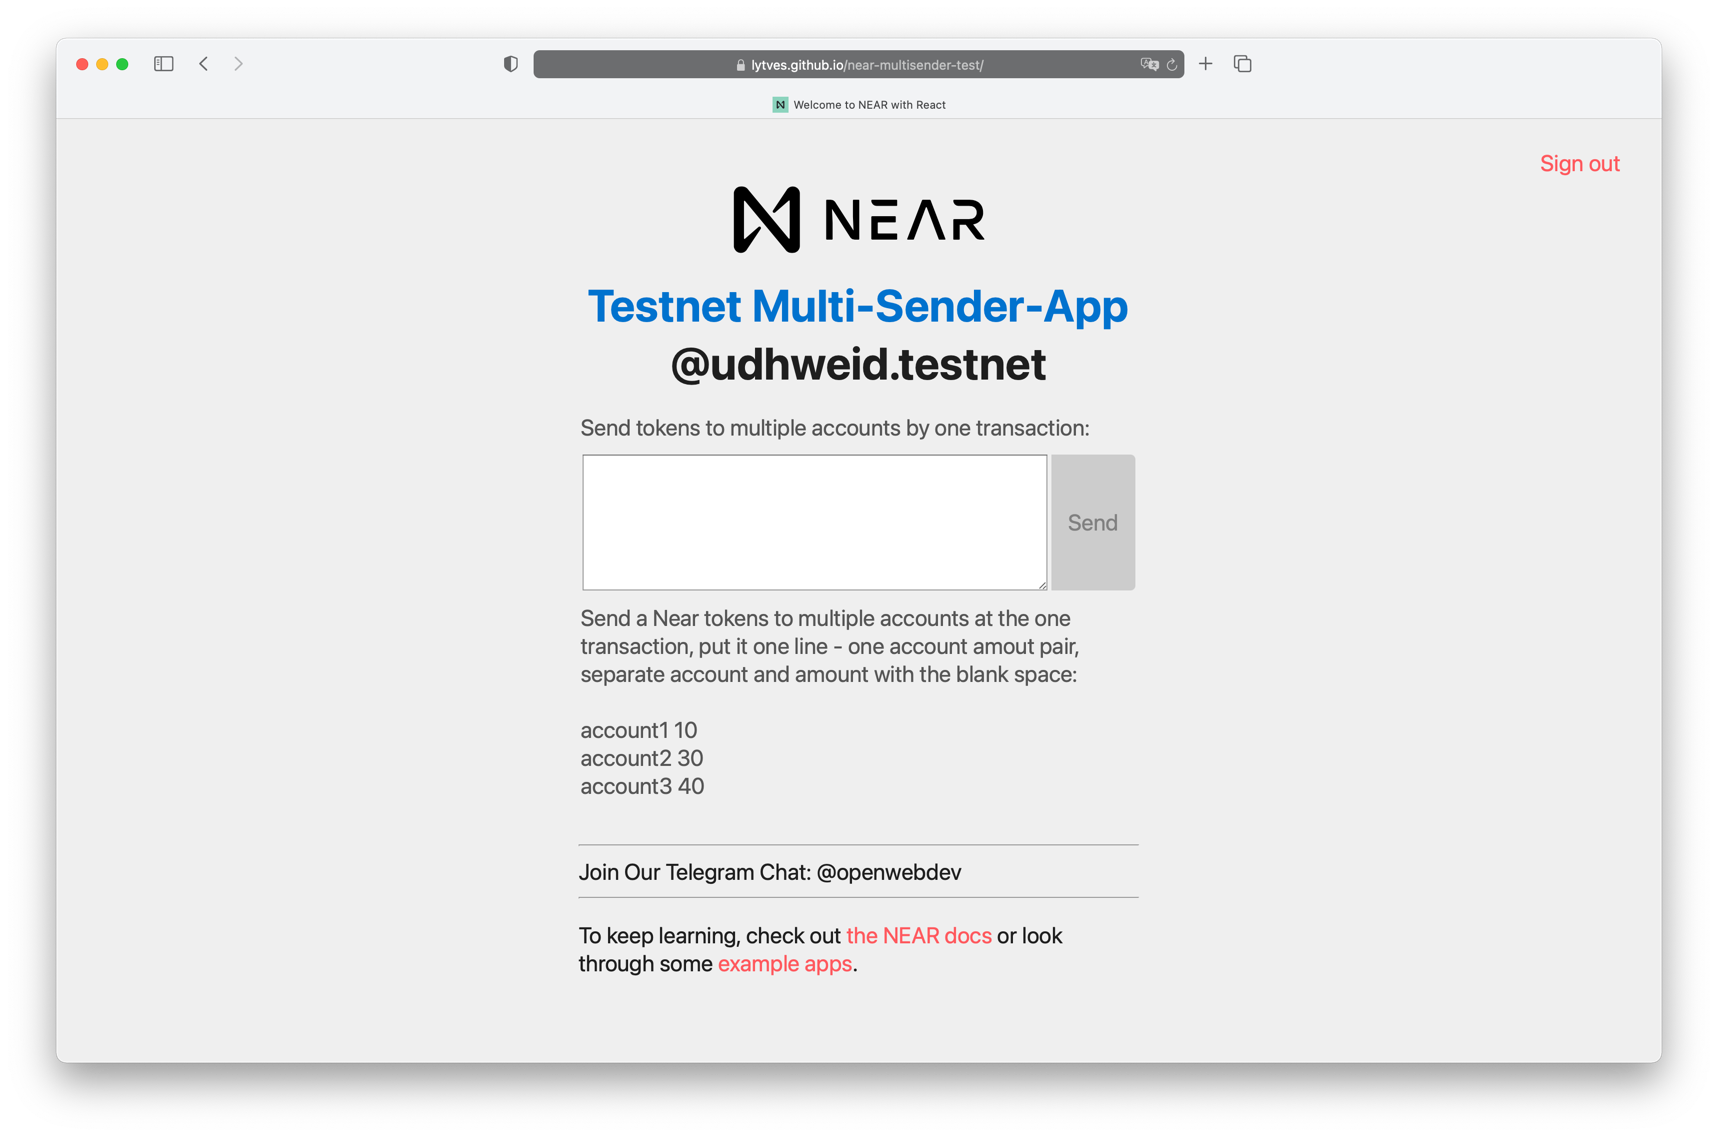 lytves.github.io/near-multisender-test/
Welcome to NEAR with React
Sign out
NEAR
Testnet Multi-Sender-App
@udhweid.testnet
Send tokens to multiple accounts by one transaction:
Send
Send a Near tokens to multiple accounts at the one
transaction, put it one line - one account amout pair,
separate account and amount with the blank space:
account1 10
account2 30
account3 40
Join Our Telegram Chat: @openwebdev
To keep learning, check out the NEAR docs or look
through some example apps.